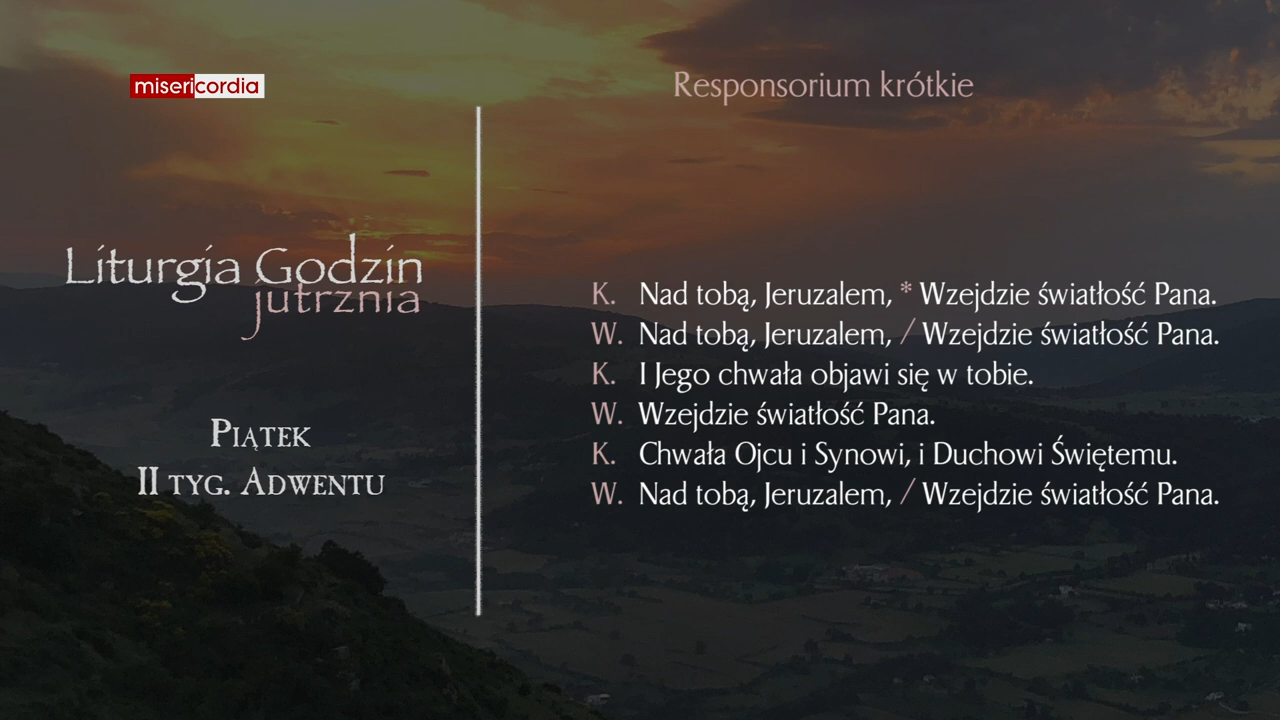 misericordia
Liturgia Godzin
jutrznia
Piątek
II tyg. Adwentu
Responsorium krótkie
K. Nad tobą, Jeruzalem, * Wzejdzie światłość Pana.
W. Nad tobą, Jeruzalem, / Wzejdzie światłość Pana.
K. I Jego chwała objawi się w tobie.
W. Wzejdzie światłość Pana.
K. Chwała Ojcu i Synowi, i Duchowi Świętemu.
W. Nad tobą, Jeruzalem, / Wzejdzie światłość Pana.